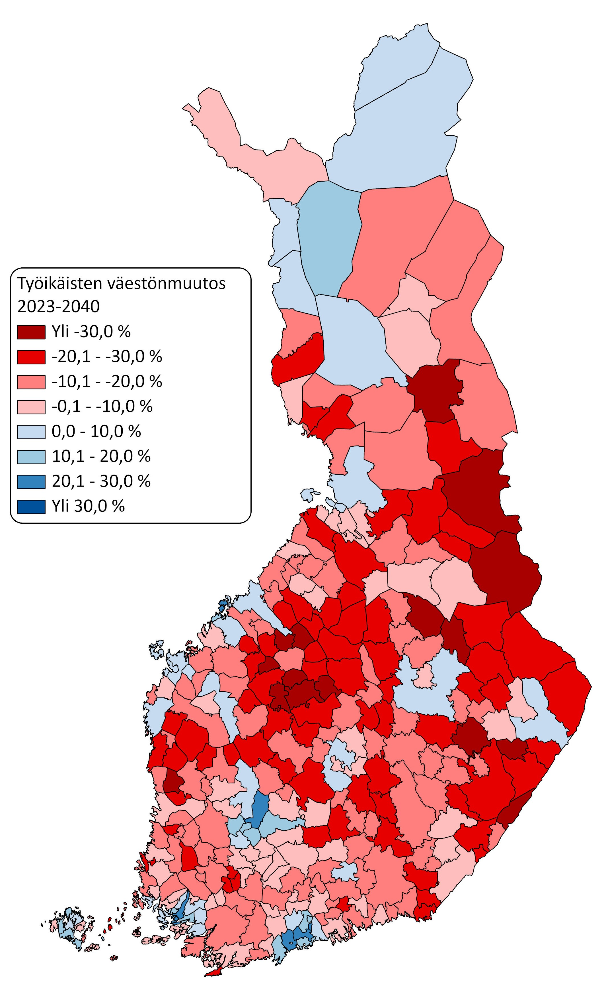 Työikäisten väestönmuutos
2023-2040
Yli -30,0 %
-20,1 - -30,0 %
-10,1 - -20,0 %
-0,1 - -10,0 %
0,0 - 10,0 %
10,1 - 20,0 %
20,1 - 30,0 %
Yli 30,0 %